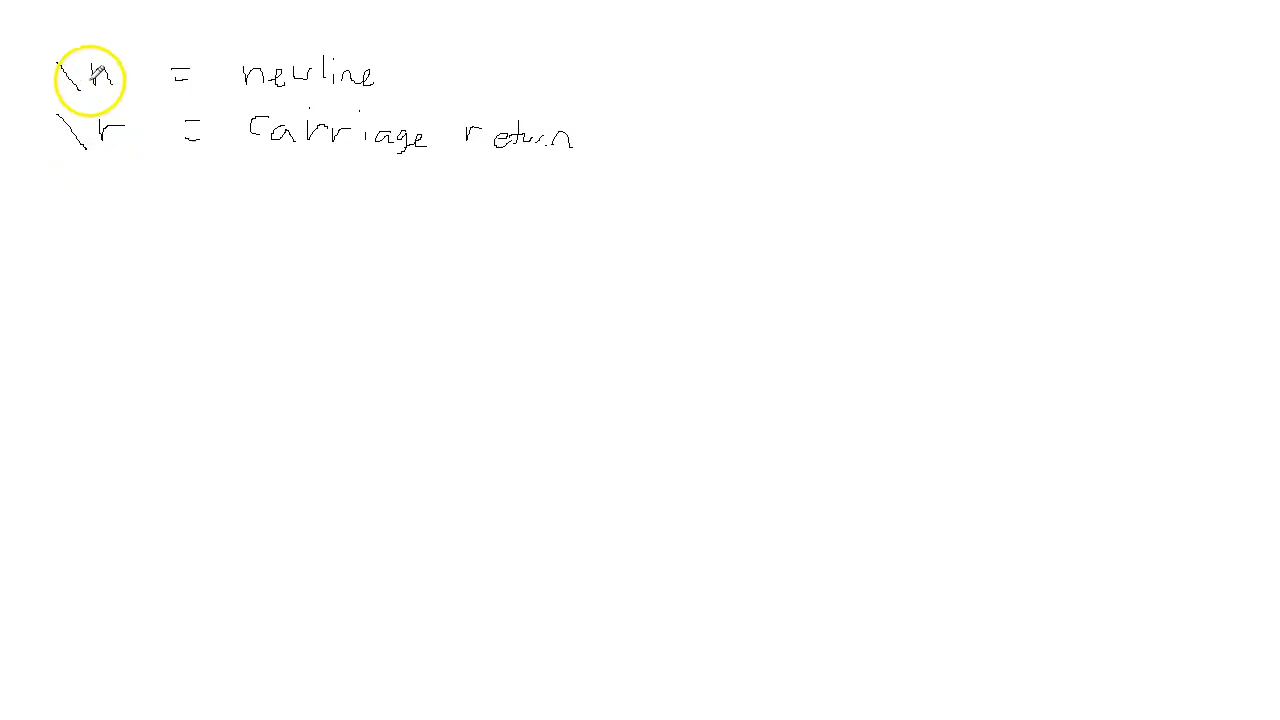 \n = newline
\r = carriage return